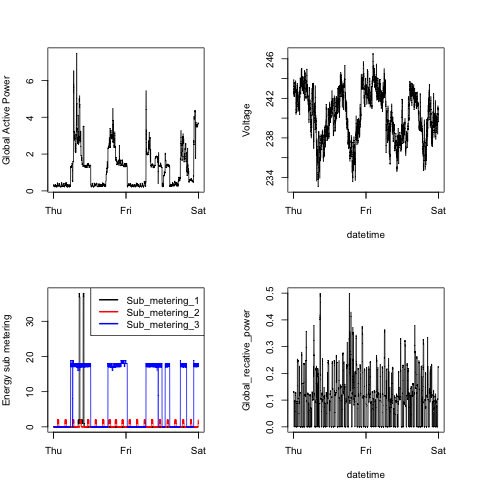 Global Active Power
6
4
2
0
Thu Fri Sat
Voltage
246
242
238
234
Thu Fri Sat
datetime
Energy sub metering
30
20
10
0
Sub_metering_1
Sub_metering_2
Sub_metering_3
Thu Fri Sat
Global_recative_power
0.5
0.4
0.3
0.2
0.1
0.0
Thu Fri Sat
datetime